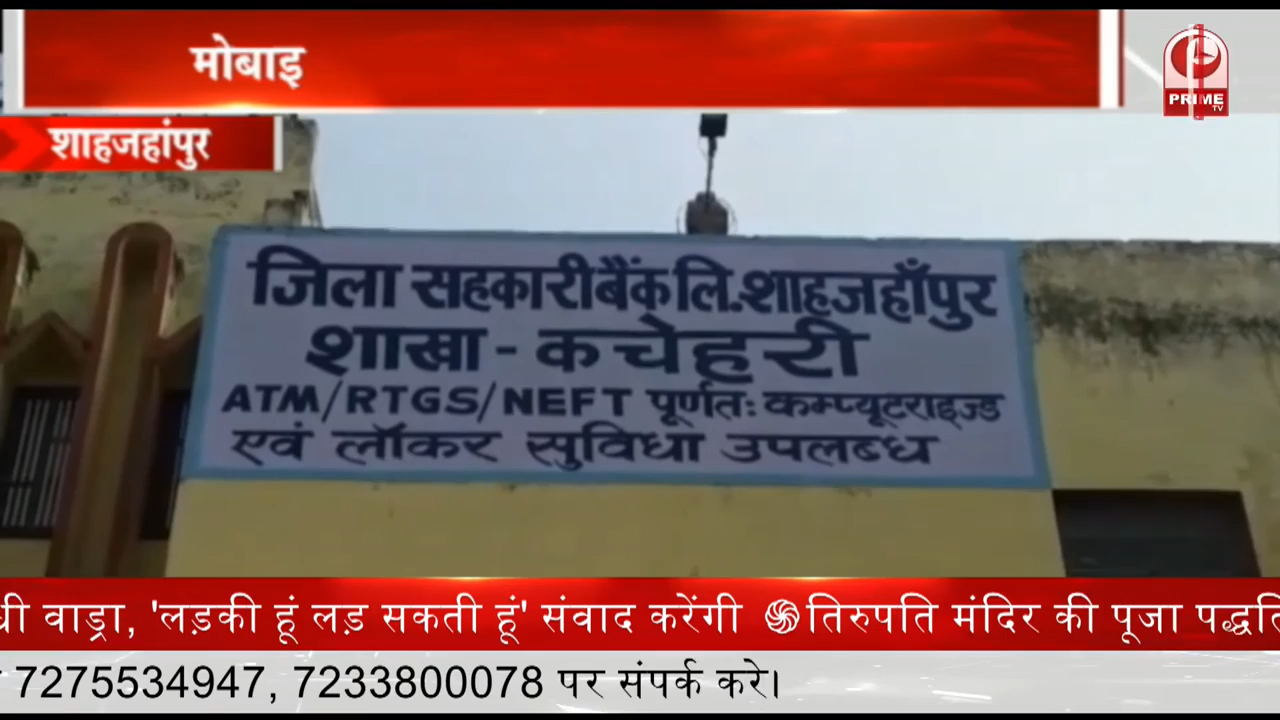 मोबाइ
PRIME
TV
शाहजहांपुर
जिला सहकारी बैंक लि. शाहजहाँपुर
शाखा - कचेहरी
ATM/RTGS/NEFT पूर्णतः कम्प्यूटराइज्ड
एवं लॉकर सुविधा उपलब्ध
वाड्रा, 'लड़की हूं लड़ सकती हूं' संवाद करेंगी तिरुपति मंदिर की पूजा पद्धति
7275534947, 7233800078 पर संपर्क करे।